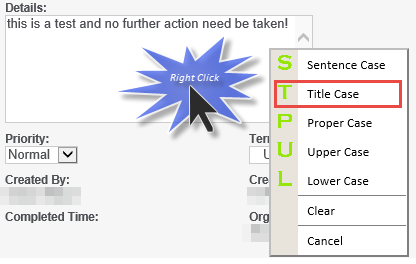 Details:
this is a test and no further action need be taken!
Right Click
S Sentence Case
T Title Case
P Proper Case
U Upper Case
L Lower Case
Clear
Cancel
Priority:
Ter
Normal
U
Created By:
Cre
Completed Time:
Org